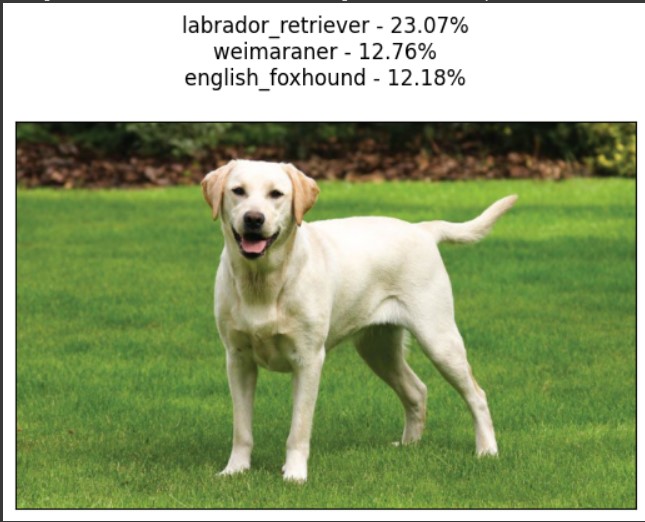 labrador_retriever - 23.07%
weimaraner - 12.76%
english_foxhound - 12.18%